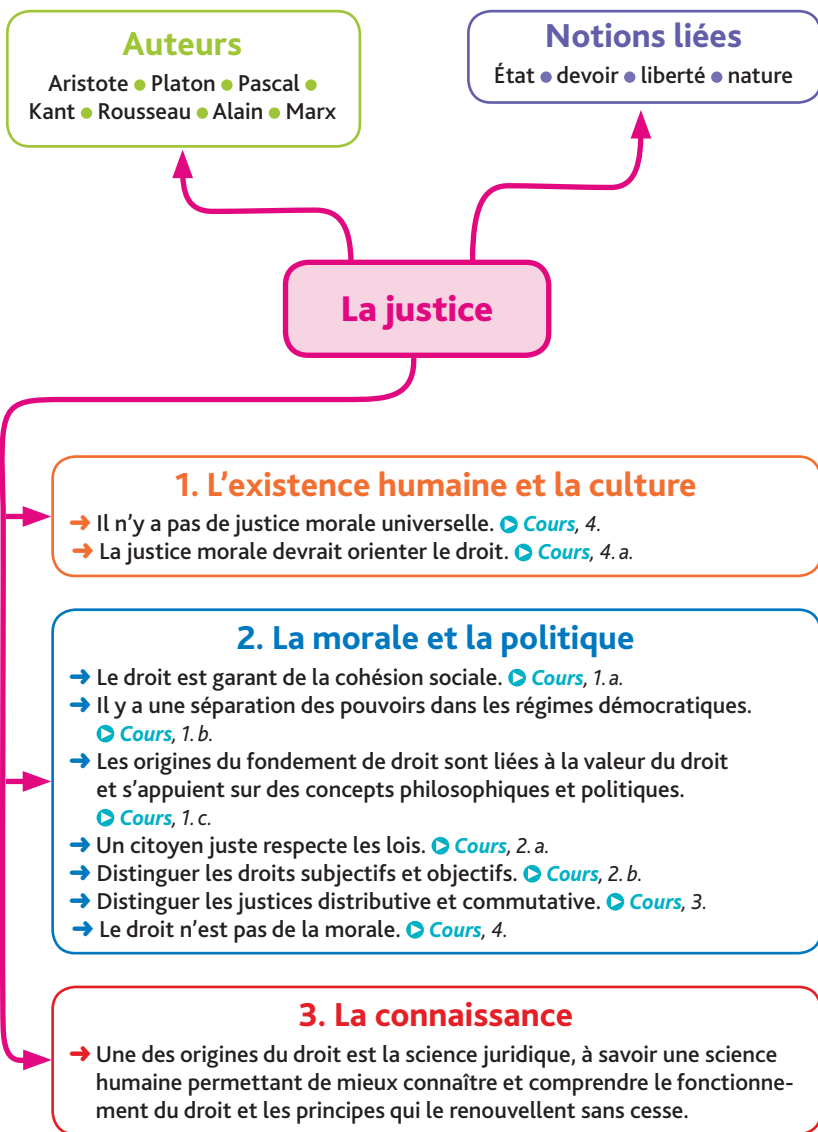 Auteurs
Aristote ● Platon ● Pascal ●
Kant ● Rousseau ● Alain ● Marx
Notions liées
État ● devoir ● liberté ● nature
La justice
1. L'existence humaine et la culture
➜ Il n'y a pas de justice morale universelle. Cours, 4.
➜ La justice morale devrait orienter le droit. Cours, 4. a.
2. La morale et la politique
➜ Le droit est garant de la cohésion sociale. Cours, 1. a.
➜ Il y a une séparation des pouvoirs dans les régimes démocratiques.
Cours, 1. b.
➜ Les origines du fondement de droit sont liées à la valeur du droit
et s'appuient sur des concepts philosophiques et politiques.
Cours, 1. c.
➜ Un citoyen juste respecte les lois. Cours, 2. a.
➜ Distinguer les droits subjectifs et objectifs. Cours, 2. b.
➜ Distinguer les justices distributive et commutative. Cours, 3.
➜ Le droit n'est pas de la morale. Cours, 4.
3. La connaissance
➜ Une des origines du droit est la science juridique, à savoir une science
humaine permettant de mieux connaître et comprendre le fonctionne-
ment du droit et les principes qui le renouvellent sans cesse.